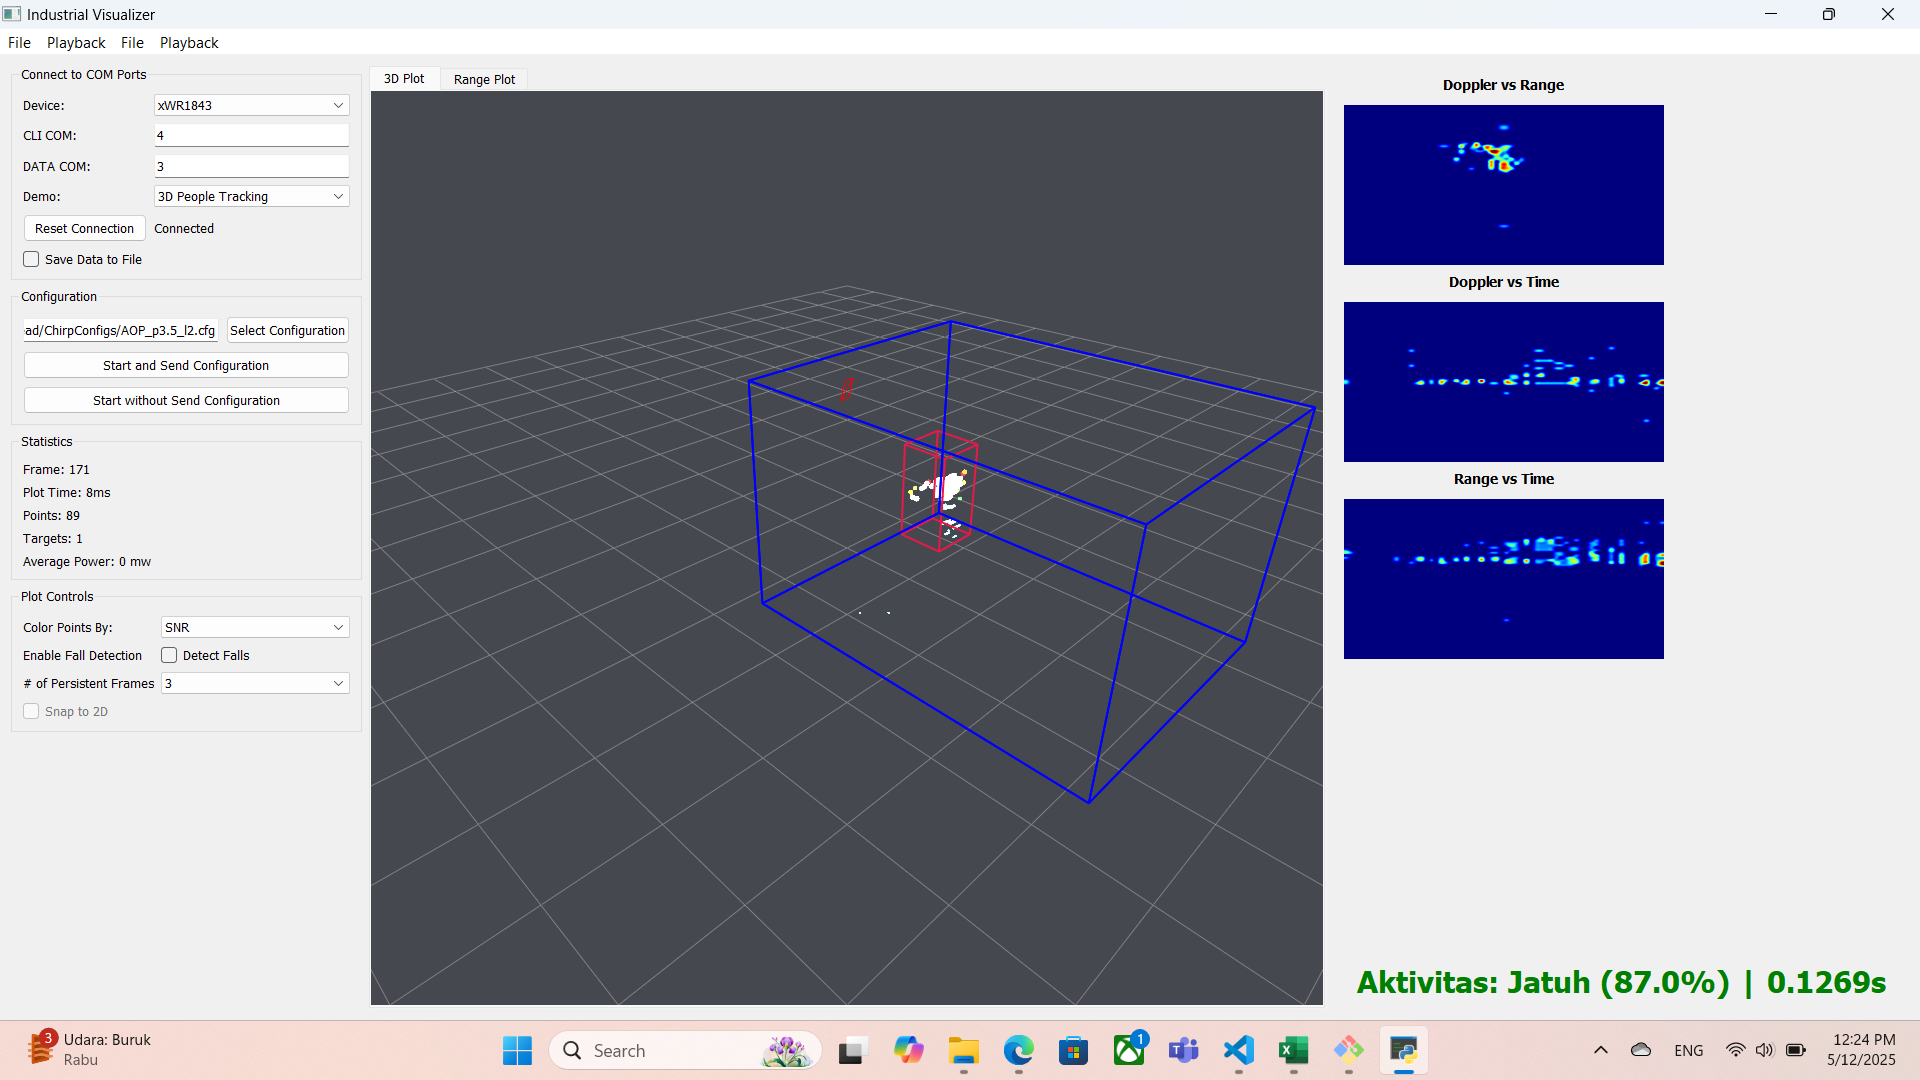 Industrial Visualizer
File Playback File Playback
Connect to COM Ports
Device: xWR1843
CLI COM: 4
DATA COM: 3
Demo: 3D People Tracking
Reset Connection Connected
Save Data to File
Configuration
ad/ChirpConfigs/AOP_p3.5_l2.cfg Select Configuration
Start and Send Configuration
Start without Send Configuration
Statistics
Frame: 171
Plot Time: 8ms
Points: 89
Targets: 1
Average Power: 0 mw
Plot Controls
Color Points By: SNR
Enable Fall Detection Detect Falls
# of Persistent Frames 3
Snap to 2D
3D Plot Range Plot
Doppler vs Range
Doppler vs Time
Range vs Time
Aktivitas: Jatuh (87.0%) | 0.1269s
3 Udara: Buruk
Rabu
Search
1
ENG
12:24 PM
5/12/2025